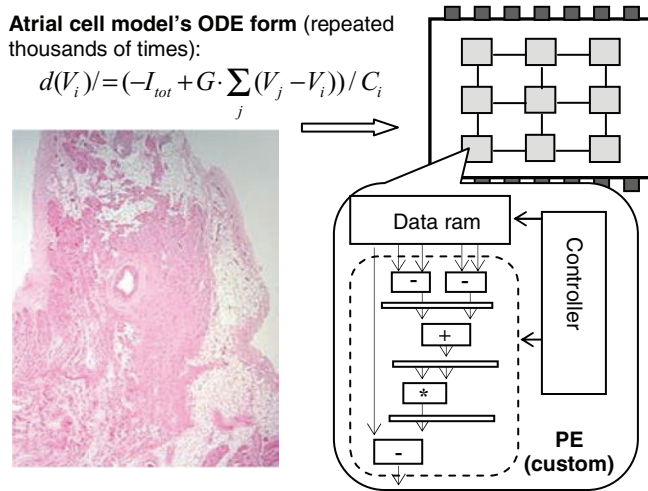 Atrial cell model's ODE form (repeated
thousands of times):
d(V_i)/=(−I_tot + G·∑_j (V_j −V_i))/C_i
Data ram
Controller
- -
+
*
-
PE
(custom)